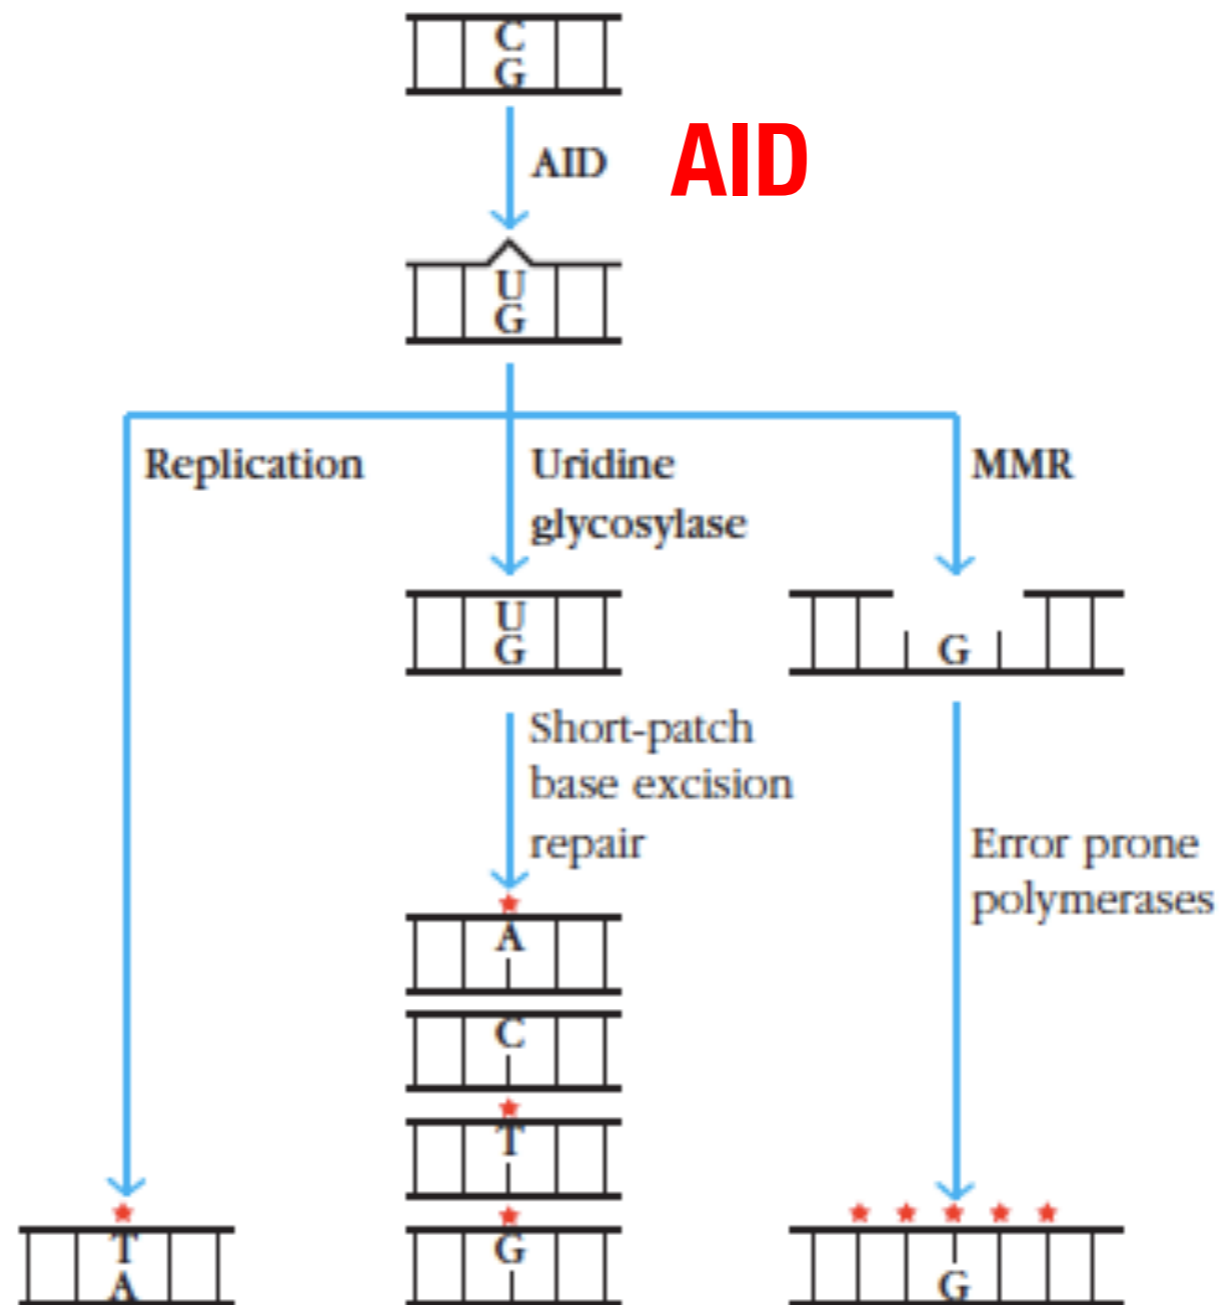 C
G
AID
AID
U
G
Replication
Uridine
glycosylase
MMR
U
G
G
Short-patch
base excision
repair
Error prone
polymerases
A
C
T
G
T
A
G